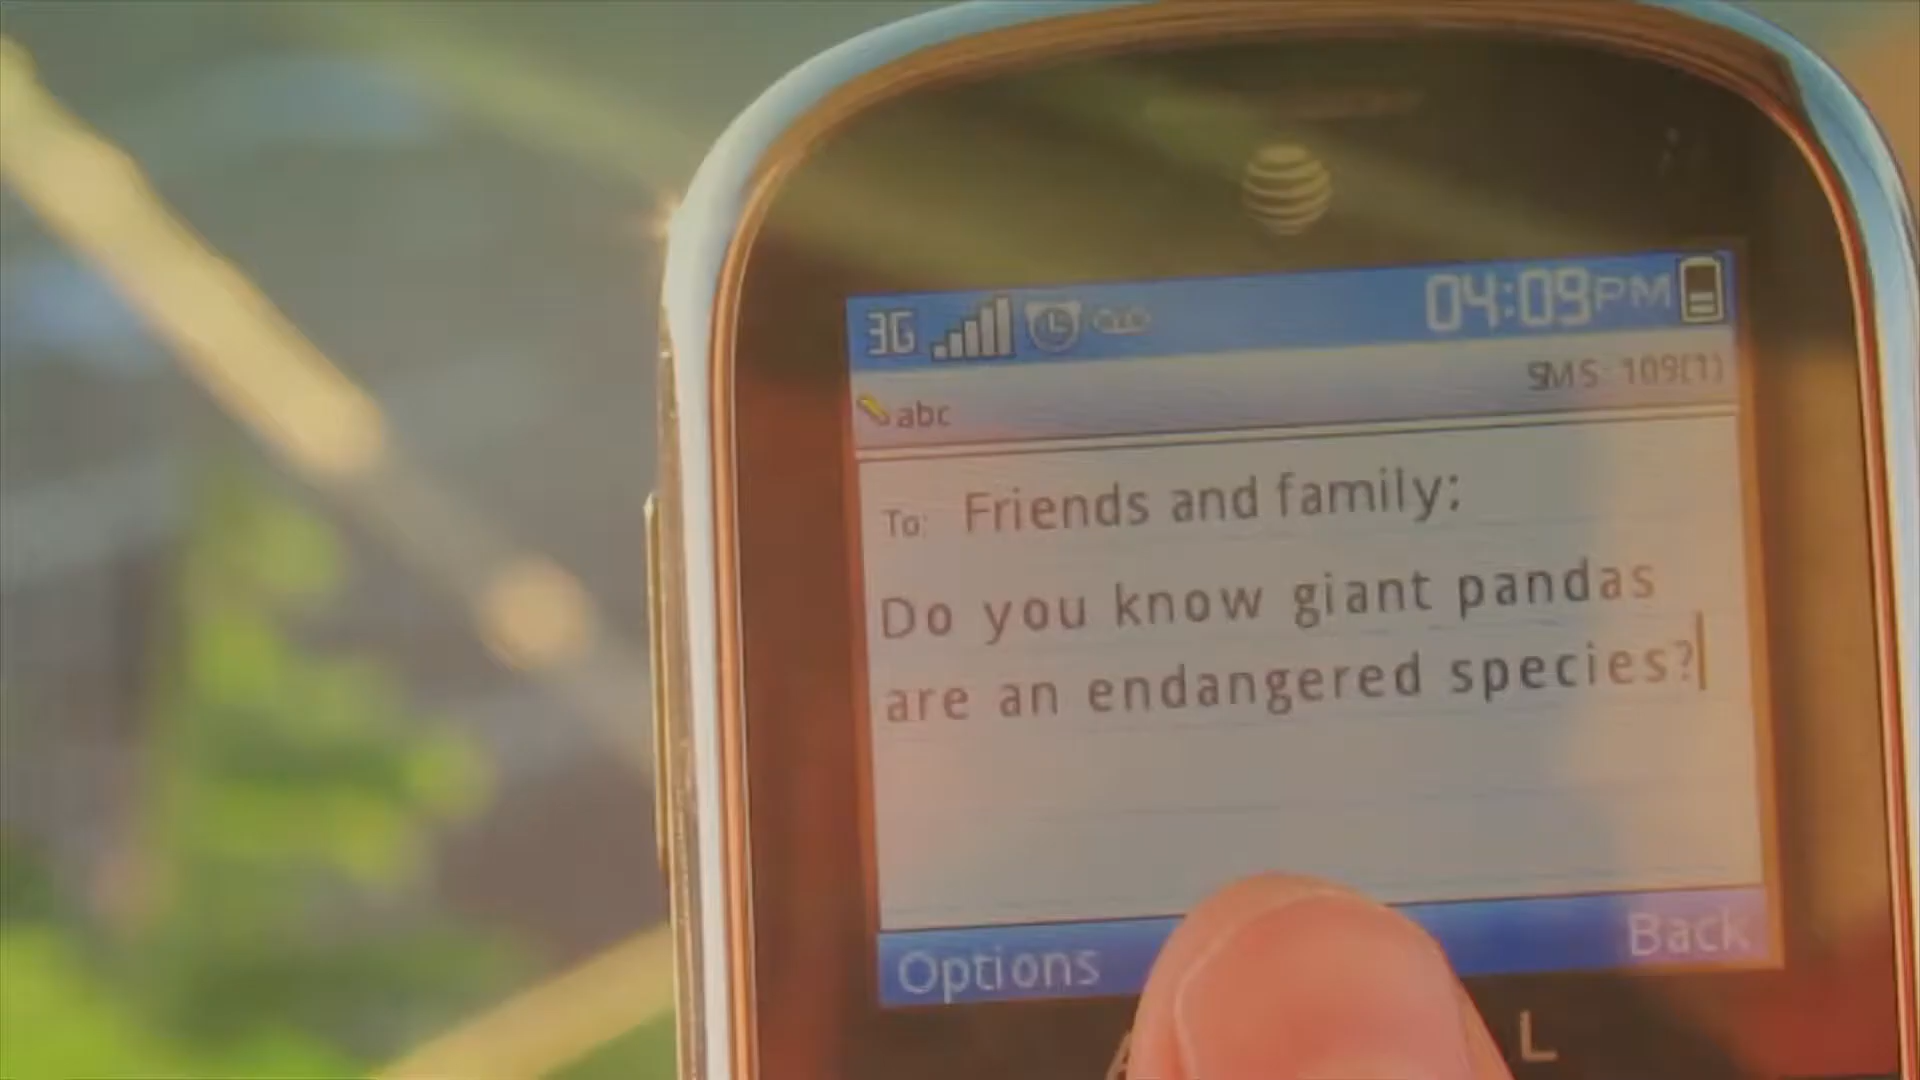 3G 04:09PM
SMS: 109(1)
abc
To: Friends and family;
Do you know giant pandas
are an endangered species?
Options Back
L